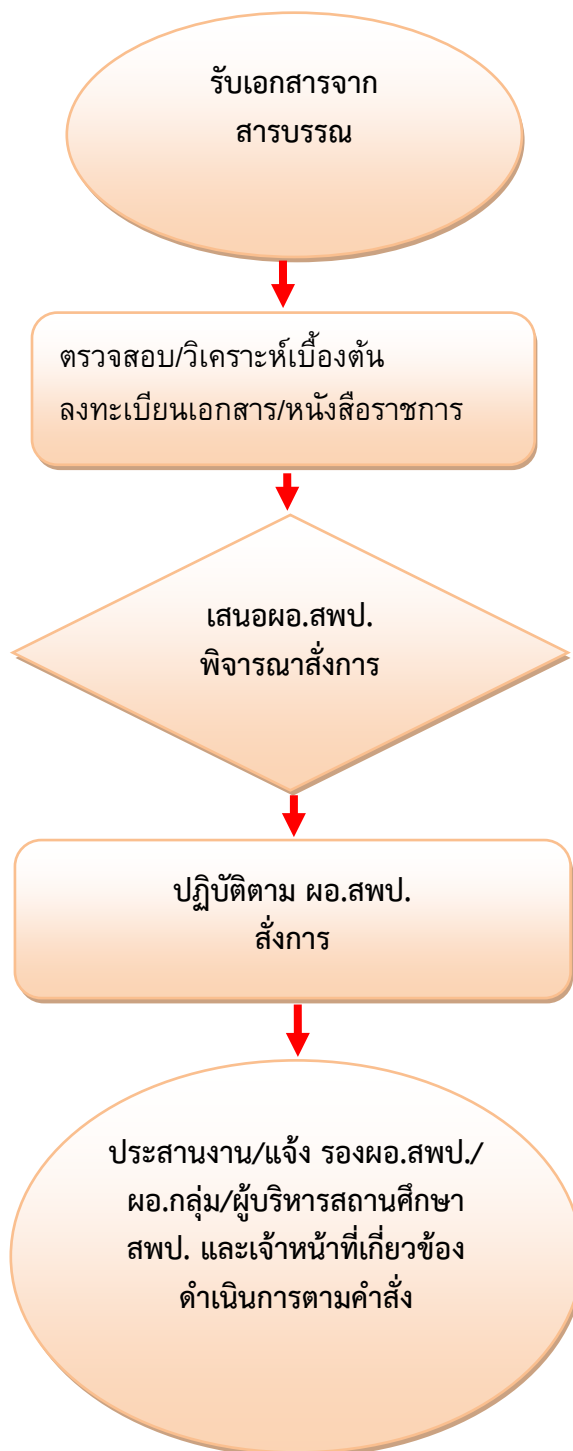 รับเอกสารจาก
สารบรรณ
ตรวจสอบ/วิเคราะห์เบื้องต้น
ลงทะเบียนเอกสาร/หนังสือราชการ
เสนอผอ.สพป.
พิจารณาสั่งการ
ปฏิบัติตาม ผอ.สพป.
สั่งการ
ประสานงาน/แจ้ง รองผอ.สพป./
ผอ.กลุ่ม/ผู้บริหารสถานศึกษา
สพป. และเจ้าหน้าที่เกี่ยวข้อง
ดำเนินการตามคำสั่ง